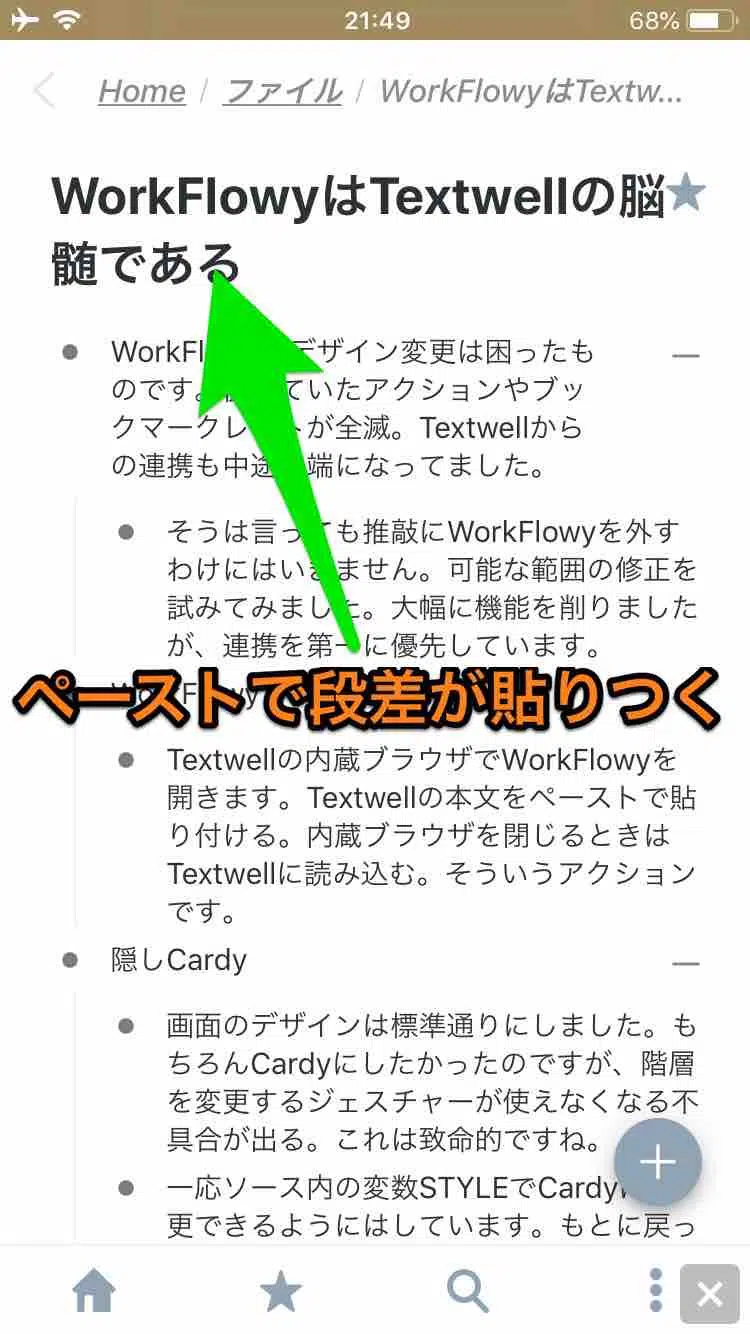 21:49
68%
Home / ファイル / WorkFlowyはTextw...
WorkFlowyはTextwellの脳
髄である
WorkFl デザイン変更は困ったも
のです。 ていたアクションやブッ
クマークレットが全滅。Textwellから
の連携も中途 端になってました。
そうは言っても推敲にWorkFlowyを外す
わけにはいきません。可能な範囲の修正を
試みてみました。大幅に機能を削りました
が、連携を第一に優先しています。
WorkFlowy
ペーストで段差が貼りつく
Textwellの内蔵ブラウザでWorkFlowyを
開きます。Textwellの本文をペーストで貼
り付ける。内蔵ブラウザを閉じるときは
Textwellに読み込む。そういうアクション
です。
隠しCardy
画面のデザインは標準通りにしました。も
ちろんCardyにしたかったのですが、階層
を変更するジェスチャーが使えなくなる不
具合が出る。これは致命的ですね。
一応ソース内の変数STYLEでCardy
更できるようにはしています。もとに戻っ